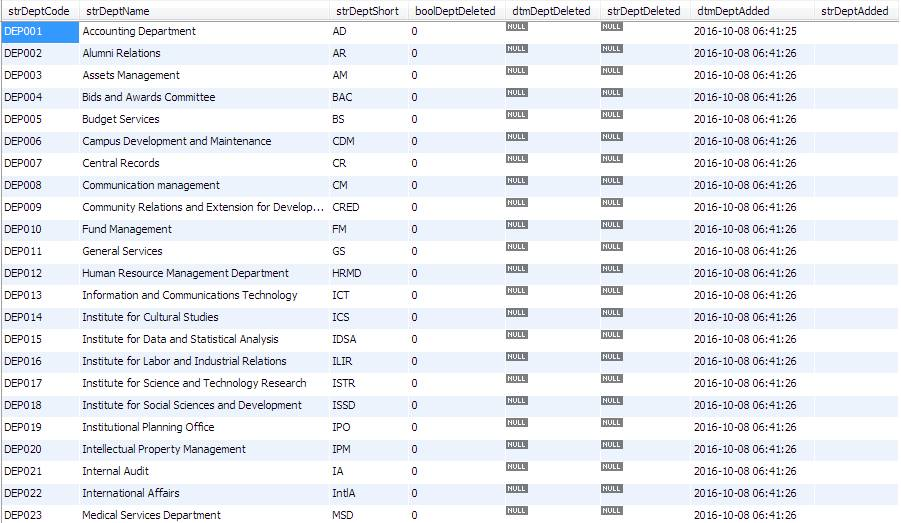 strDeptCode strDeptName strDeptShort boolDeptDeleted dtmDeptDeleted strDeptDeleted dtmDeptAdded strDeptAdded
DEP001 Accounting Department AD 0 NULL NULL 2016-10-08 06:41:25
DEP002 Alumni Relations AR 0 NULL NULL 2016-10-08 06:41:26
DEP003 Assets Management AM 0 NULL NULL 2016-10-08 06:41:26
DEP004 Bids and Awards Committee BAC 0 NULL NULL 2016-10-08 06:41:26
DEP005 Budget Services BS 0 NULL NULL 2016-10-08 06:41:26
DEP006 Campus Development and Maintenance CDM 0 NULL NULL 2016-10-08 06:41:26
DEP007 Central Records CR 0 NULL NULL 2016-10-08 06:41:26
DEP008 Communication management CM 0 NULL NULL 2016-10-08 06:41:26
DEP009 Community Relations and Extension for Develop... CRED 0 NULL NULL 2016-10-08 06:41:26
DEP010 Fund Management FM 0 NULL NULL 2016-10-08 06:41:26
DEP011 General Services GS 0 NULL NULL 2016-10-08 06:41:26
DEP012 Human Resource Management Department HRMD 0 NULL NULL 2016-10-08 06:41:26
DEP013 Information and Communications Technology ICT 0 NULL NULL 2016-10-08 06:41:26
DEP014 Institute for Cultural Studies ICS 0 NULL NULL 2016-10-08 06:41:26
DEP015 Institute for Data and Statistical Analysis IDSA 0 NULL NULL 2016-10-08 06:41:26
DEP016 Institute for Labor and Industrial Relations ILIR 0 NULL NULL 2016-10-08 06:41:26
DEP017 Institute for Science and Technology Research ISTR 0 NULL NULL 2016-10-08 06:41:26
DEP018 Institute for Social Sciences and Development ISSD 0 NULL NULL 2016-10-08 06:41:26
DEP019 Institutional Planning Office IPO 0 NULL NULL 2016-10-08 06:41:26
DEP020 Intellectual Property Management IPM 0 NULL NULL 2016-10-08 06:41:26
DEP021 Internal Audit IA 0 NULL NULL 2016-10-08 06:41:26
DEP022 International Affairs IntlA 0 NULL NULL 2016-10-08 06:41:26
DEP023 Medical Services Department MSD 0 NULL NULL 2016-10-08 06:41:26